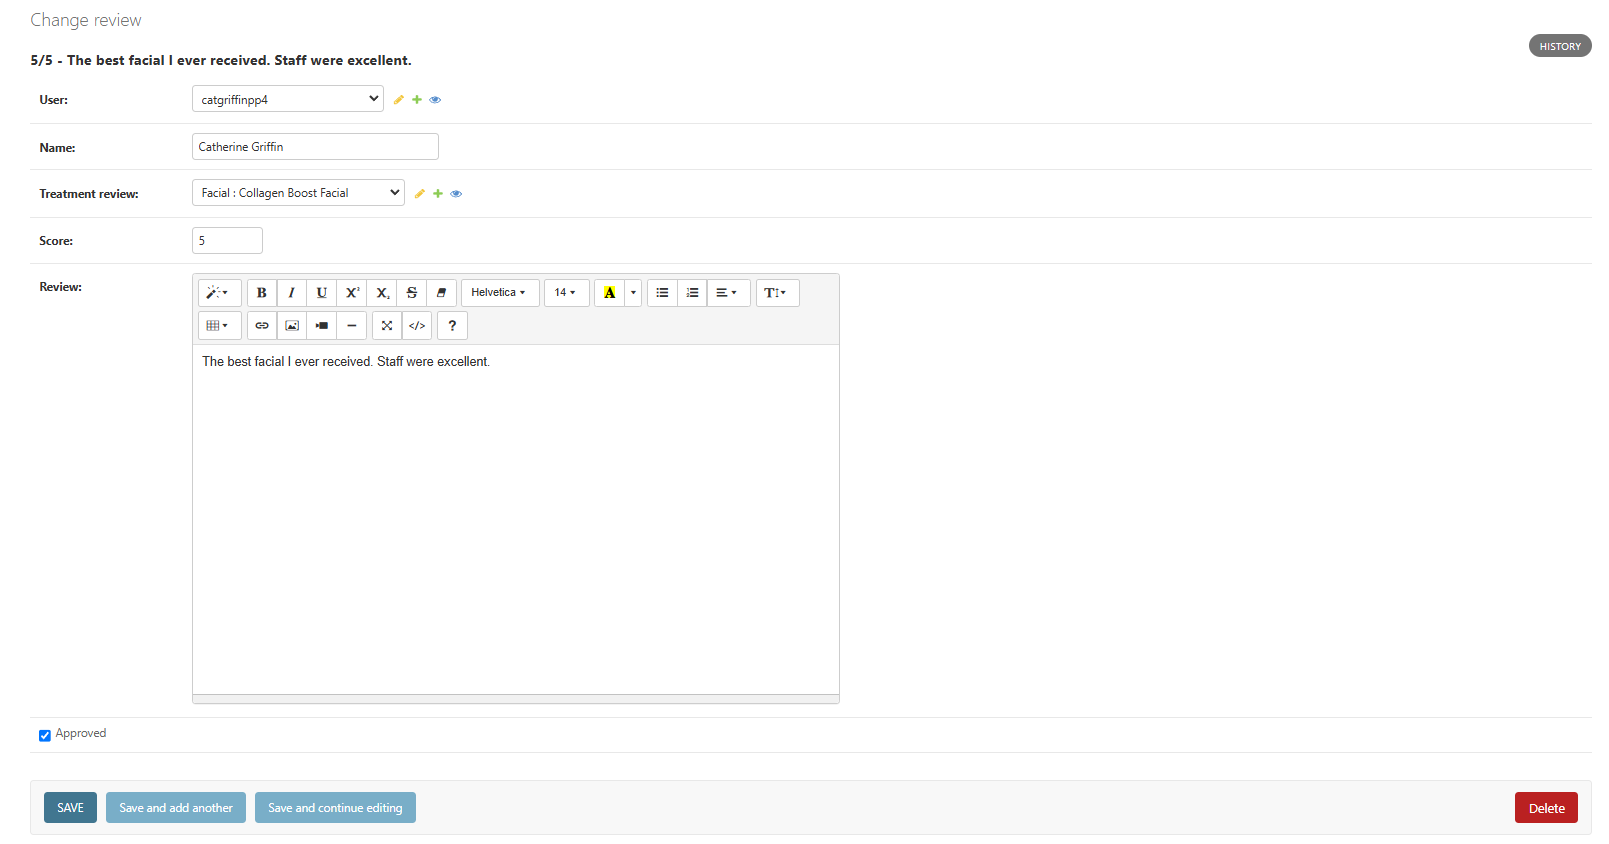 Change review
HISTORY
5/5 - The best facial I ever received. Staff were excellent.
User: catgriffinpp4
Name: Catherine Griffin
Treatment review: Facial : Collagen Boost Facial
Score: 5
Review:
B I U X² X₂ S Helvetica 14 A T
</> ?
The best facial I ever received. Staff were excellent.
Approved
SAVE Save and add another Save and continue editing Delete